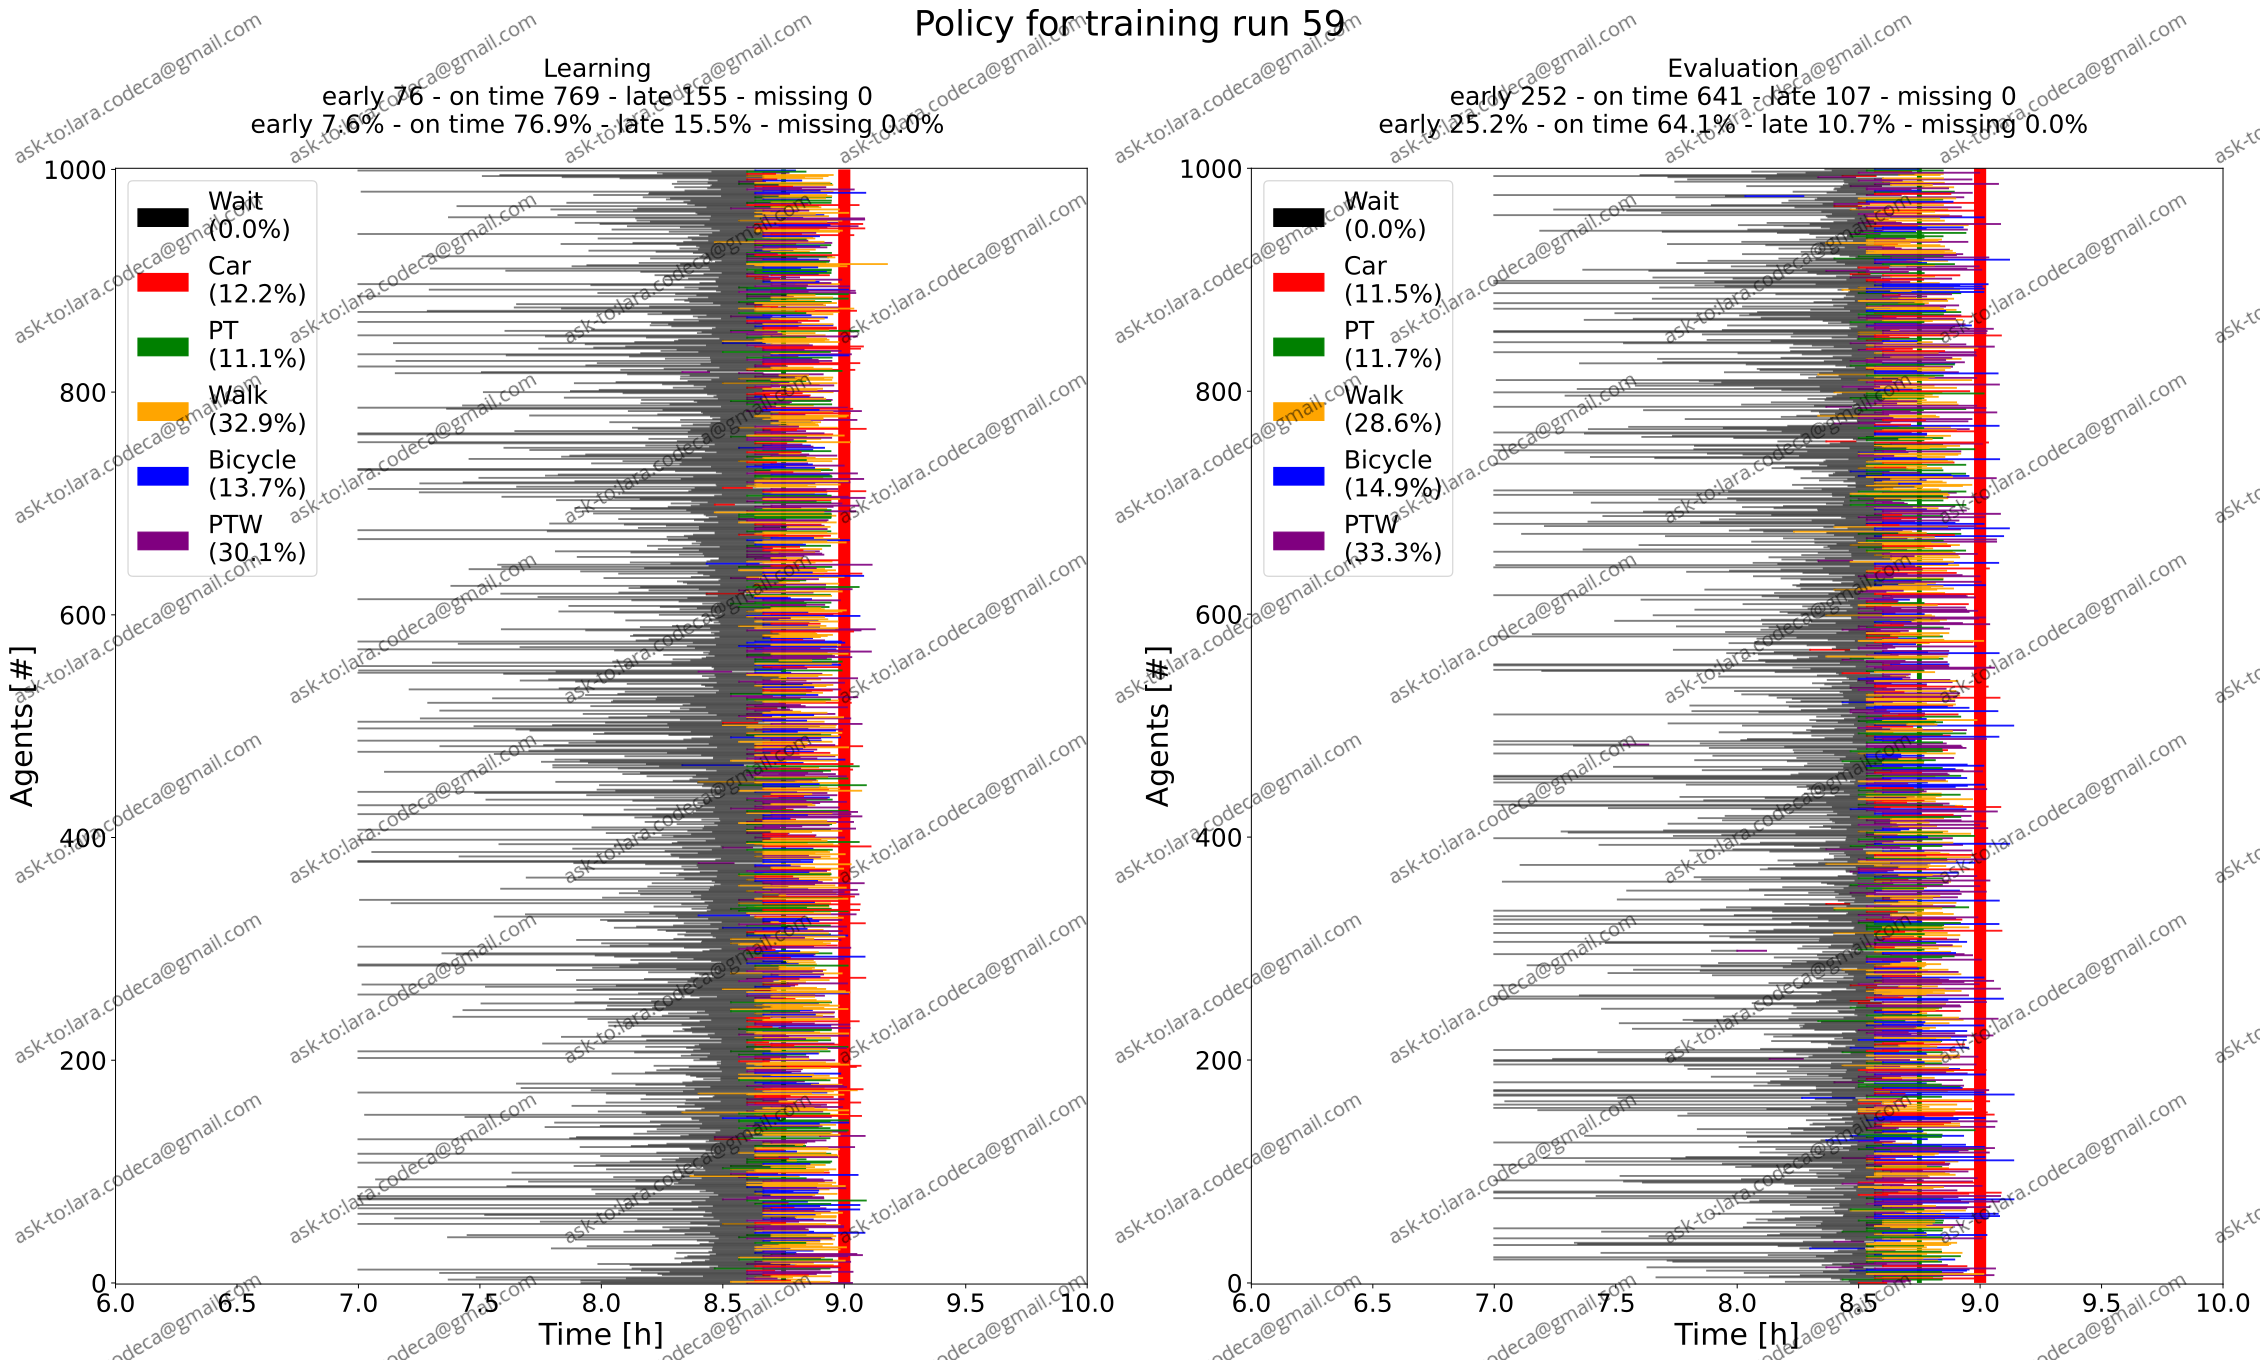 Policy for training run 59
Learning
early 76 - on time 769 - late 155 - missing 0
early 7.6% - on time 76.9% - late 15.5% - missing 0.0%
Agents [#]
1000
800
600
400
200
0
Wait
(0.0%)
Car
(12.2%)
PT
(11.1%)
Walk
(32.9%)
Bicycle
(13.7%)
PTW
(30.1%)
6.0 6.5 7.0 7.5 8.0 8.5 9.0 9.5 10.0
Time [h]
Evaluation
early 252 - on time 641 - late 107 - missing 0
early 25.2% - on time 64.1% - late 10.7% - missing 0.0%
Agents [#]
1000
800
600
400
200
0
Wait
(0.0%)
Car
(11.5%)
PT
(11.7%)
Walk
(28.6%)
Bicycle
(14.9%)
PTW
(33.3%)
6.0 6.5 7.0 7.5 8.0 8.5 9.0 9.5 10.0
Time [h]
ask-to:lara.codeca@gmail.com